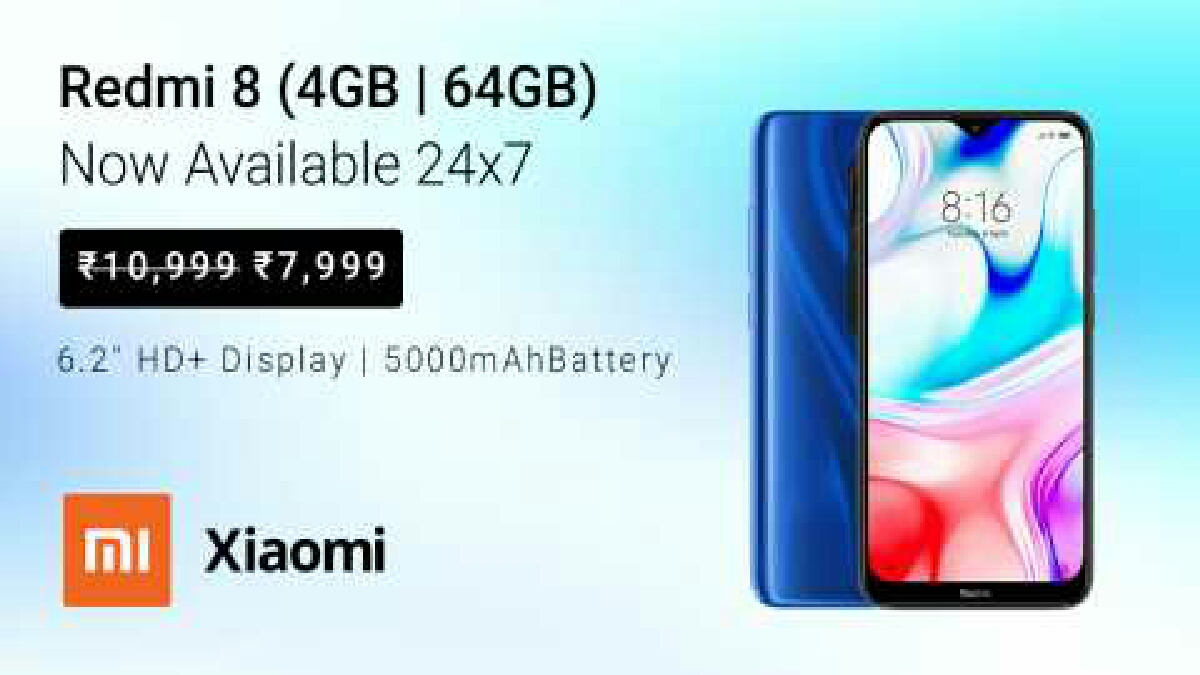 Redmi 8 (4GB | 64GB)
Now Available 24x7
₹10,999 ₹7,999
6.2" HD+ Display | 5000mAhBattery
8:16
Redmi
mi
Xiaomi